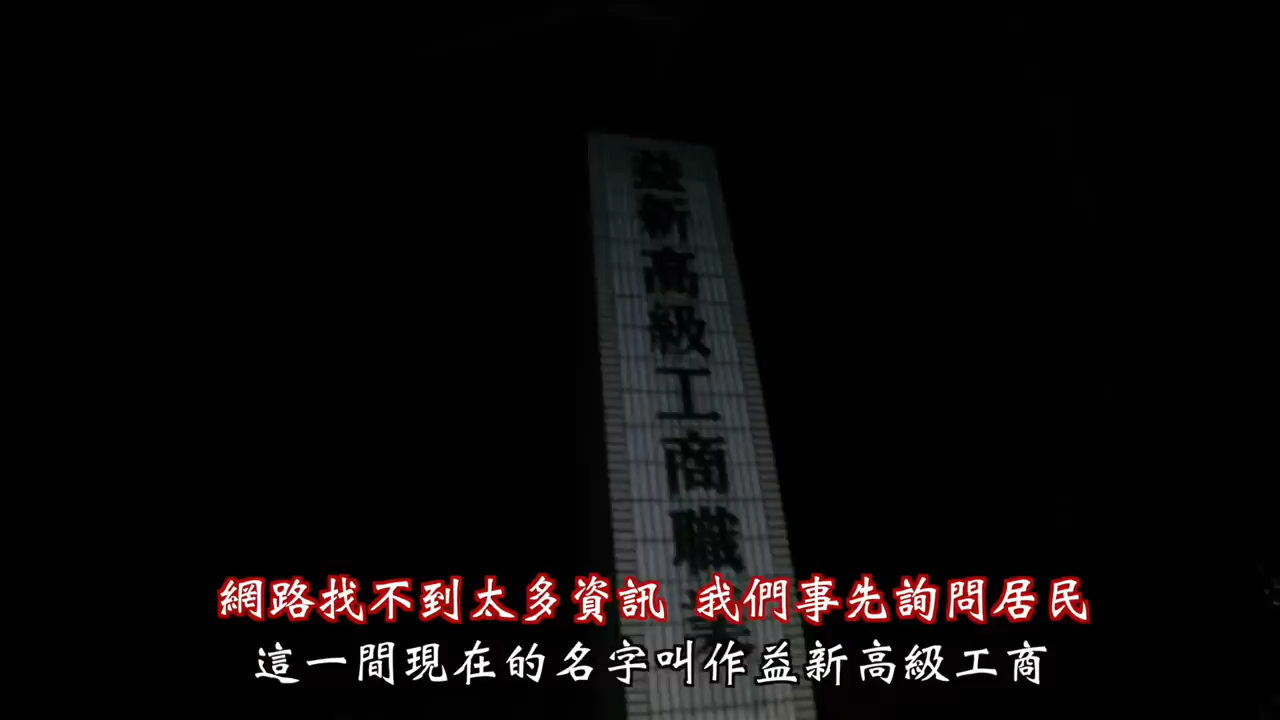 益新高級工商職業
網路找不到太多資訊 我們事先詢問居民
這一間現在的名字叫作益新高級工商